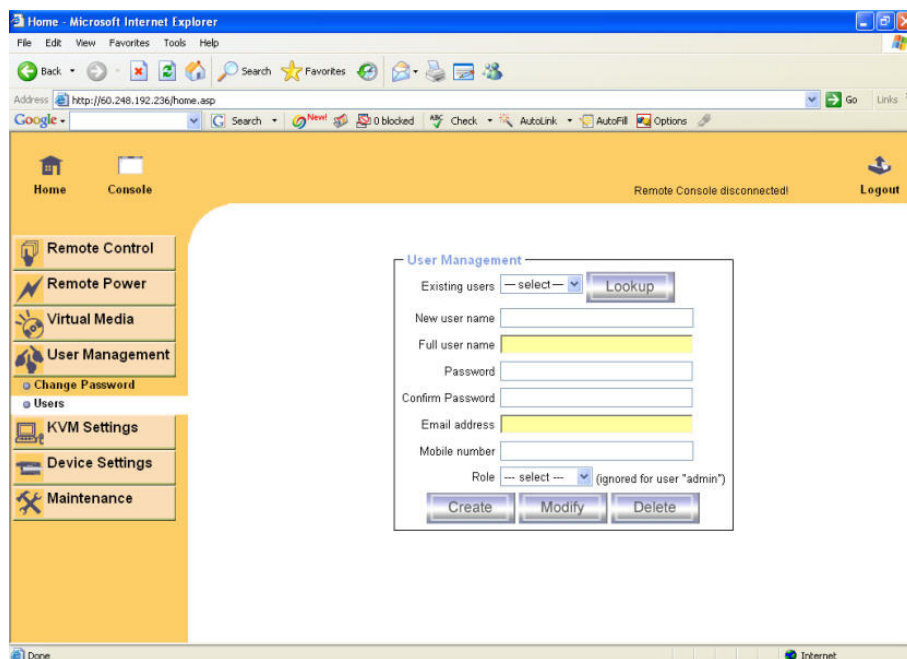 Home - Microsoft Internet Explorer
File Edit View Favorites Tools Help
Back Search Favorites
Address http://60.248.192.236/home.asp Go Links
Google Search New! 0 blocked ABC Check AutoLink AutoFill Options
Home Console Remote Console disconnected! Logout
Remote Control
Remote Power
Virtual Media
User Management
Change Password
Users
KVM Settings
Device Settings
Maintenance
User Management
Existing users — select — Lookup
New user name
Full user name
Password
Confirm Password
Email address
Mobile number
Role --- select --- (ignored for user "admin")
Create Modify Delete
Done Internet